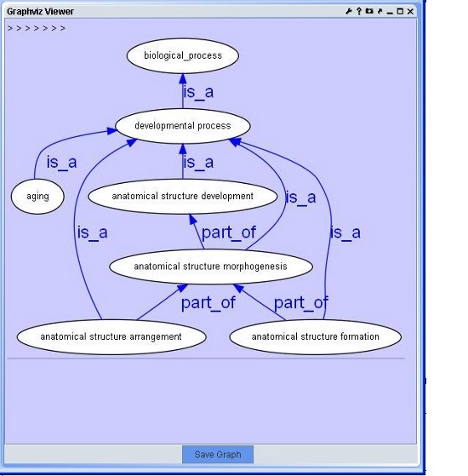 Graphviz Viewer
> > > > > > >
biological_process
is_a
developmental process
is_a
is_a
aging
anatomical structure development
is_a
is_a
is_a
part_of
anatomical structure morphogenesis
part_of
part_of
anatomical structure arrangement
anatomical structure formation
Save Graph